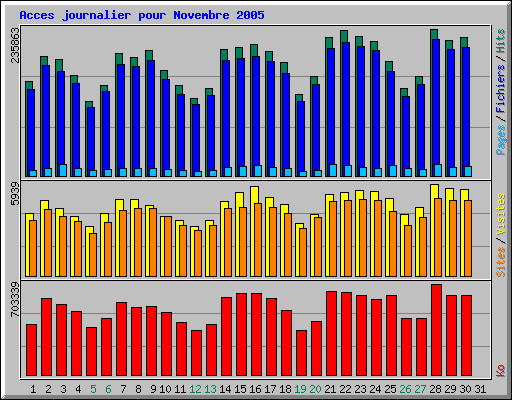 Acces journalier pour Novembre 2005
235863
Pages / Fichiers / Hits
5939
Sites / Visites
703339
Ko
1 2 3 4 5 6 7 8 9 10 11 12 13 14 15 16 17 18 19 20 21 22 23 24 25 26 27 28 29 30 31